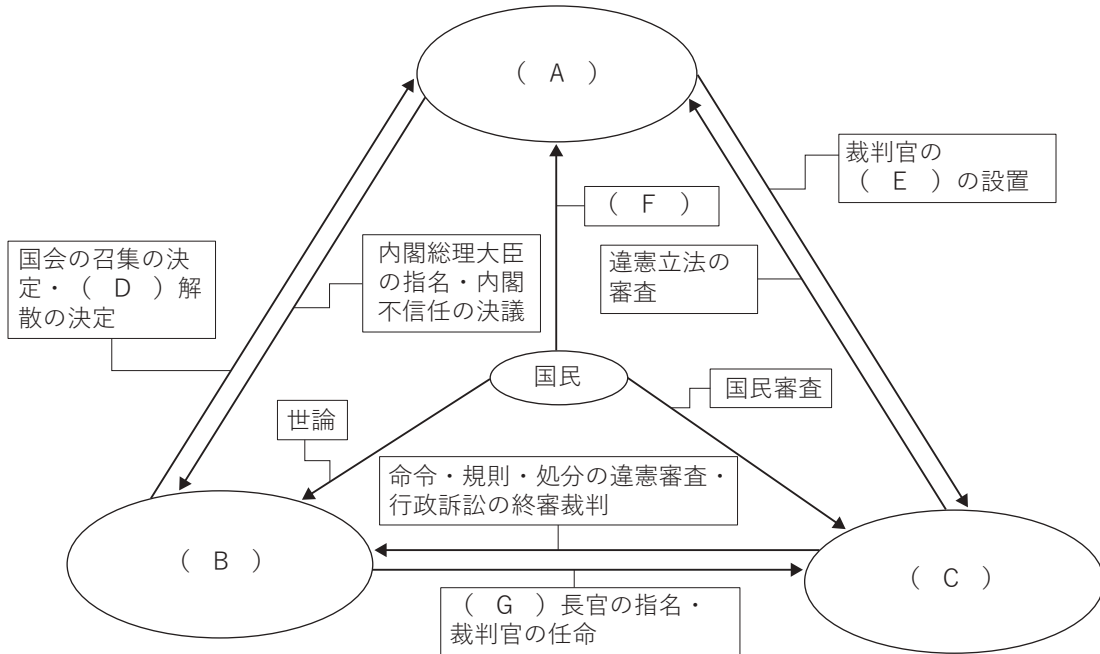 ( A )
裁判官の
( E )の設置
( F )
国会の召集の決
定・( D )解
散の決定
内閣総理大臣
の指名・内閣
不信任の決議
違憲立法の
審査
国民
国民審査
世論
命令・規則・処分の違憲審査・
行政訴訟の終審裁判
( B )
( C )
( G )長官の指名・
裁判官の任命